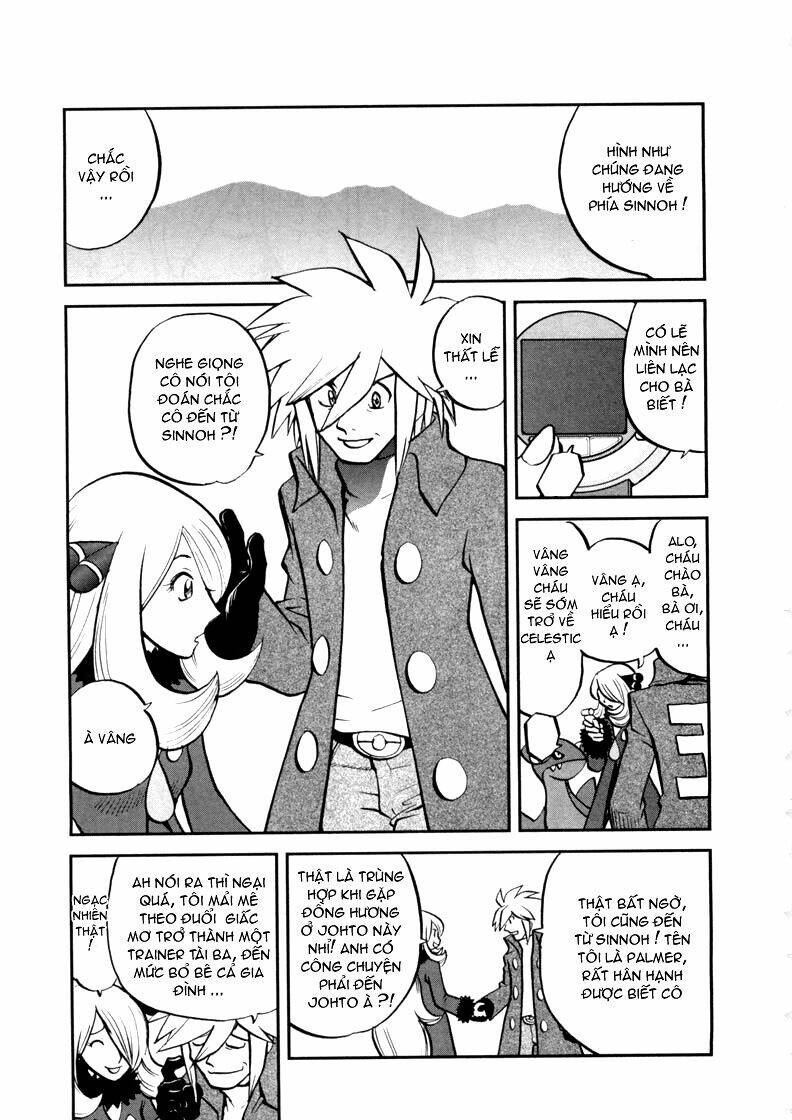 HÌNH NHƯ
CHÚNG ĐANG
HƯỚNG VỀ
PHÍA SINNOH!
CHẮC
VẬY RỒI
...
CÓ LẼ
MÌNH NÊN
LIÊN LẠC
CHO BÀ
BIẾT!
ALO,
CHÁU
CHÀO
BÀ,
BÀ ƠI,
CHÁU
...
VÂNG Ạ,
CHÁU
HIỂU RỒI
Ạ!
VÂNG
VÂNG
CHÁU
SẼ SỚM
TRỞ VỀ
CELESTIC
Ạ
XIN
THẤT LỄ
...
NGHE GIỌNG
CÔ NÓI TÔI
ĐOÁN CHẮC
CÔ ĐẾN TỪ
SINNOH?!
À VÂNG
THẬT BẤT NGỜ,
TÔI CŨNG ĐẾN
TỪ SINNOH! TÊN
TÔI LÀ PALMER,
RẤT HÂN HẠNH
ĐƯỢC BIẾT CÔ
THẬT LÀ TRÙNG
HỢP KHI GẶP
ĐỒNG HƯƠNG
Ở JOHTO NÀY
NHỈ! ANH CÓ
CÔNG CHUYỆN
PHẢI ĐẾN
JOHTO À?!
AH NÓI RA THÌ NGẠI
QUÁ, TÔI MẢI MÊ
THEO ĐUỔI GIẤC
MƠ TRỞ THÀNH MỘT
TRAINER TÀI BA, ĐẾN
MỨC BỎ BÊ CẢ GIA
ĐÌNH ...
NGẠC
NHIÊN
THẬT
!